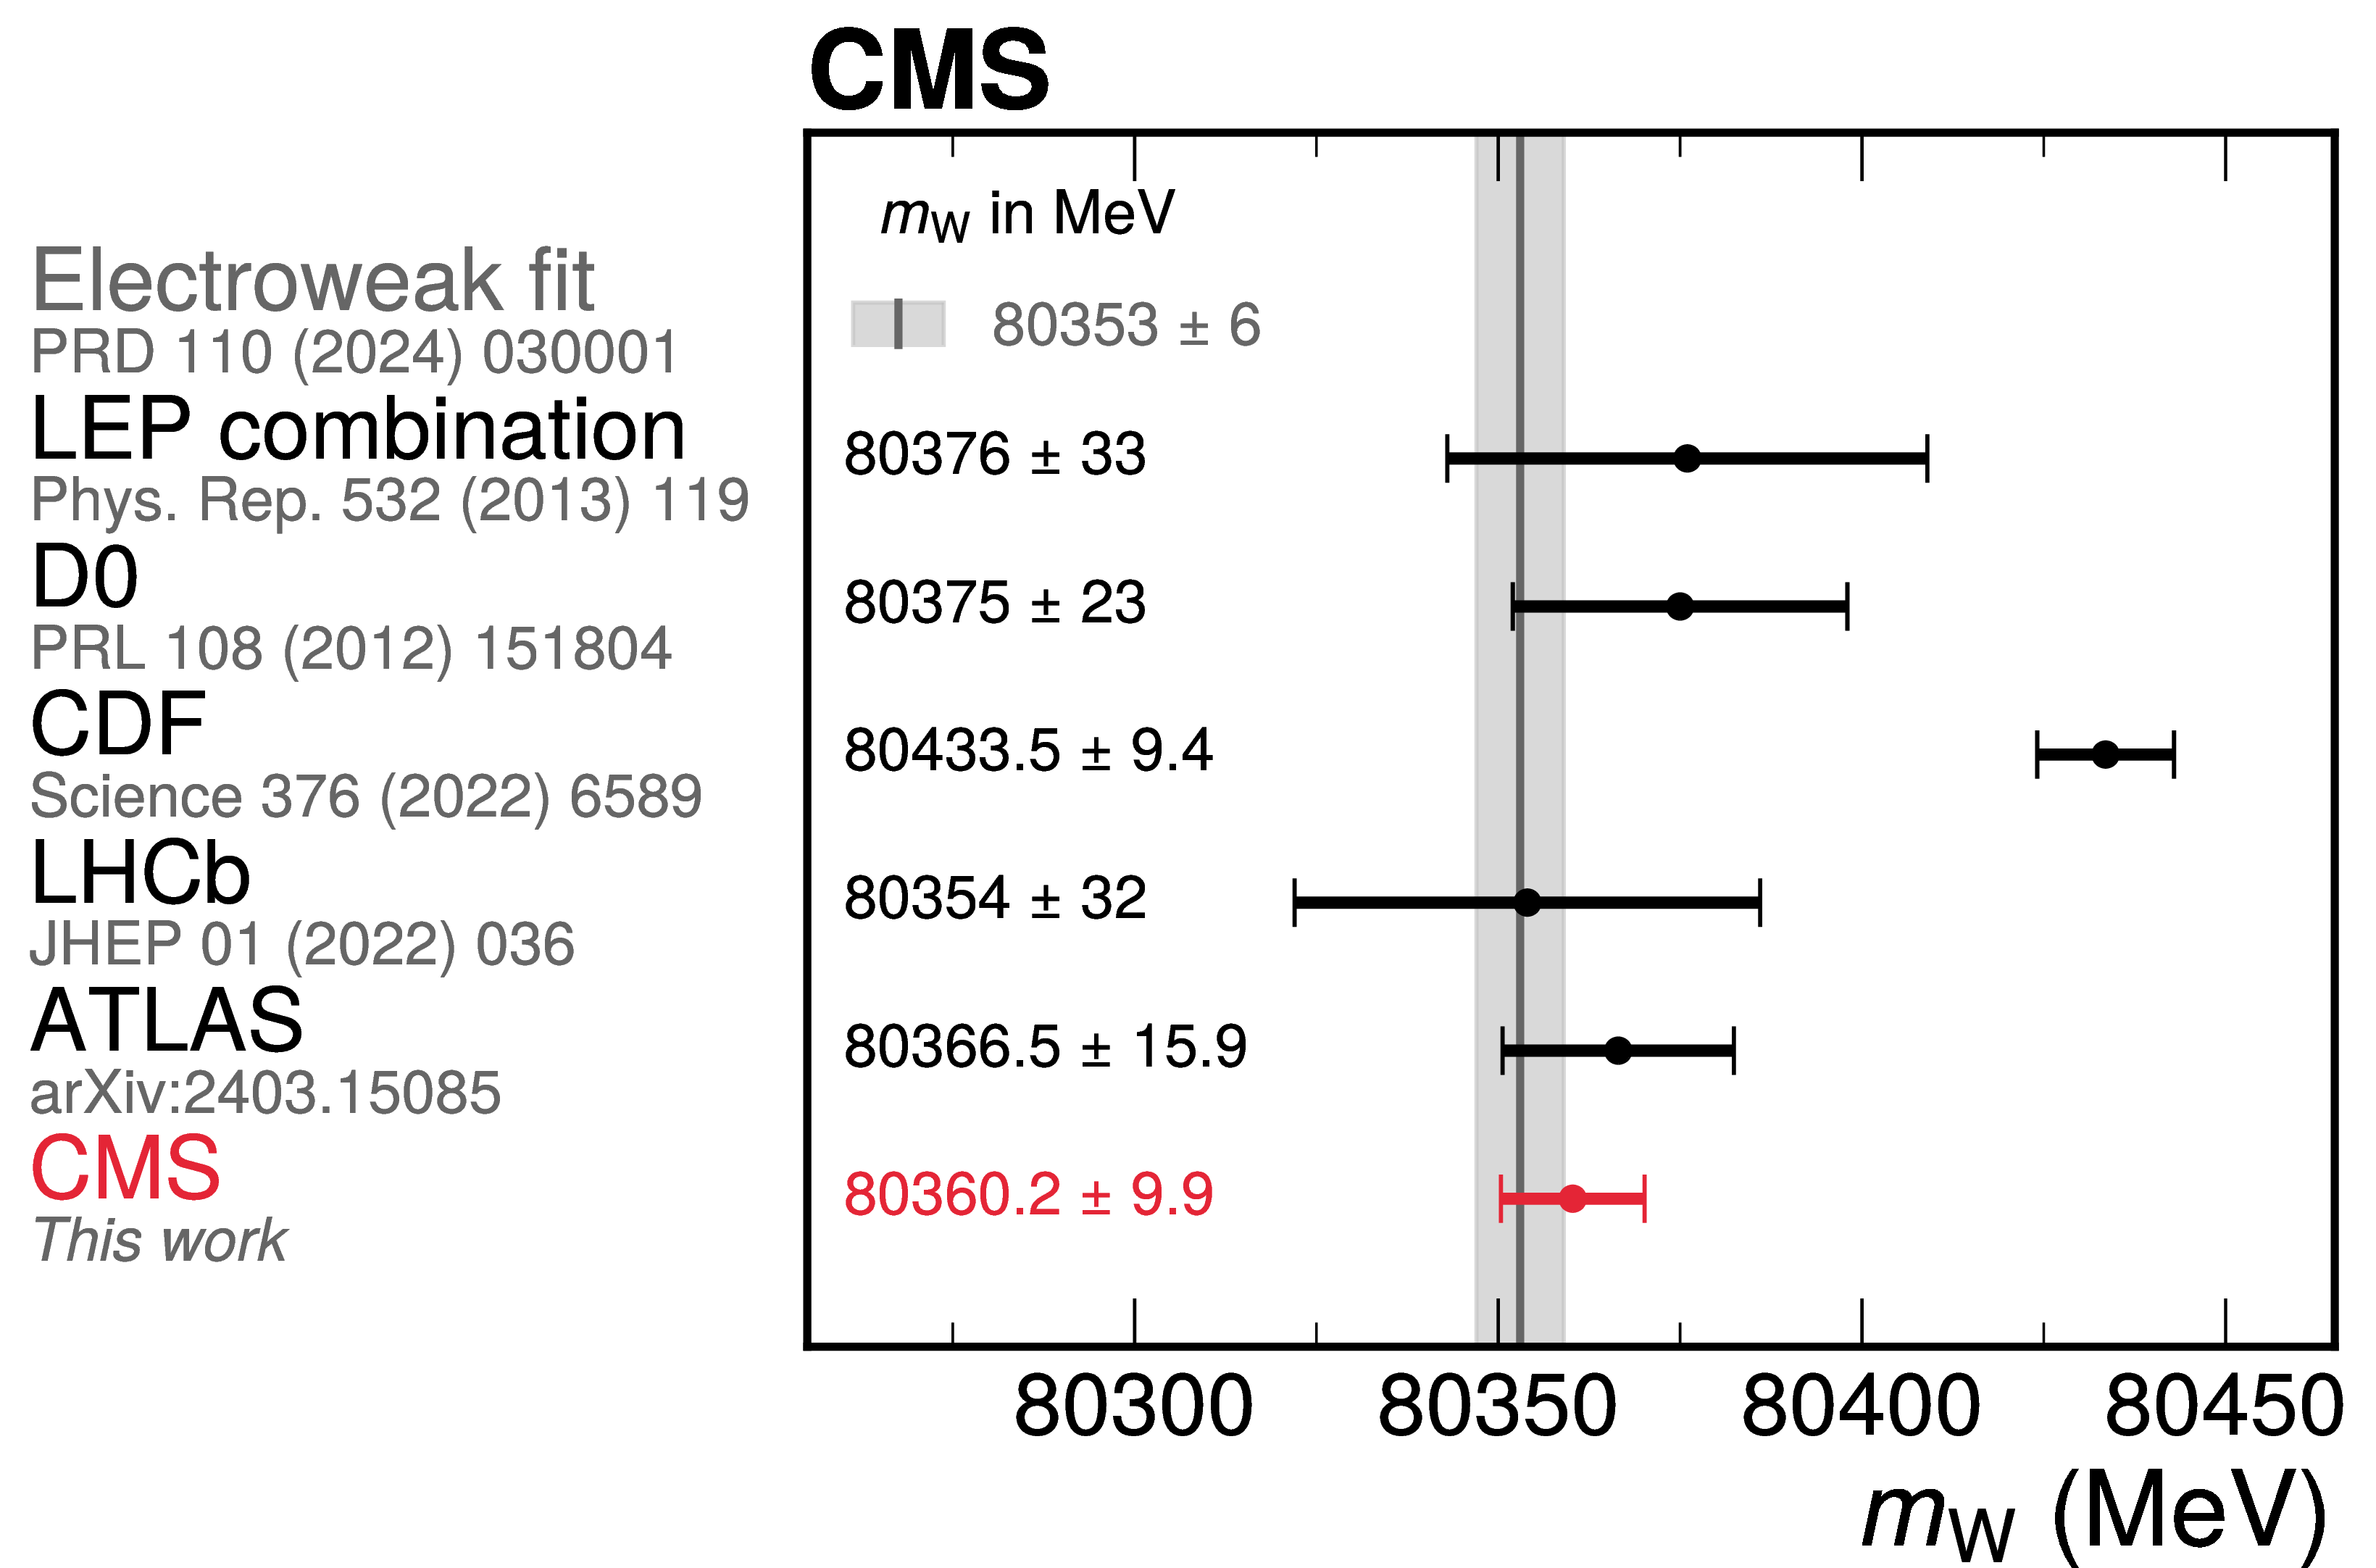 CMS
m_W in MeV
Electroweak fit
80353 ± 6
PRD 110 (2024) 030001
LEP combination
80376 ± 33
Phys. Rep. 532 (2013) 119
D0
80375 ± 23
PRL 108 (2012) 151804
CDF
80433.5 ± 9.4
Science 376 (2022) 6589
LHCb
80354 ± 32
JHEP 01 (2022) 036
ATLAS
80366.5 ± 15.9
arXiv:2403.15085
CMS
80360.2 ± 9.9
This work
80300 80350 80400 80450
m_W (MeV)